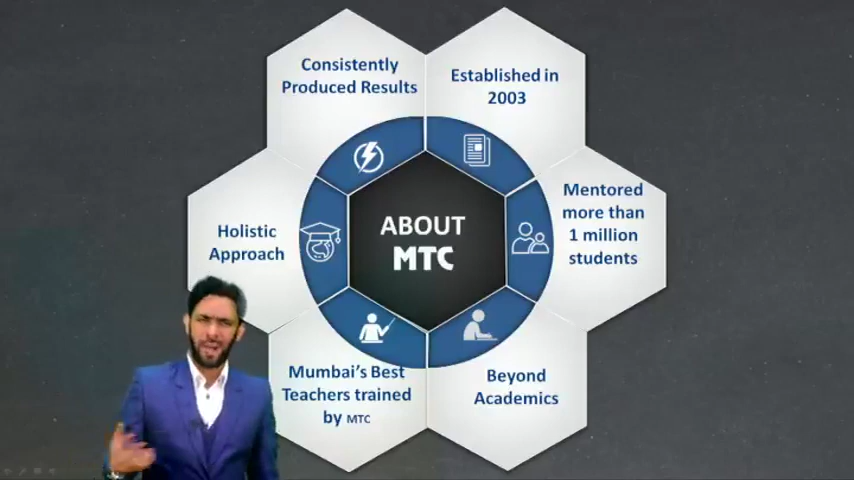 Consistently
Produced Results
Established in
2003
Mentored
more than
1 million
students
Beyond
Academics
Mumbai's Best
Teachers trained
by MTC
Holistic
Approach
ABOUT
MTC